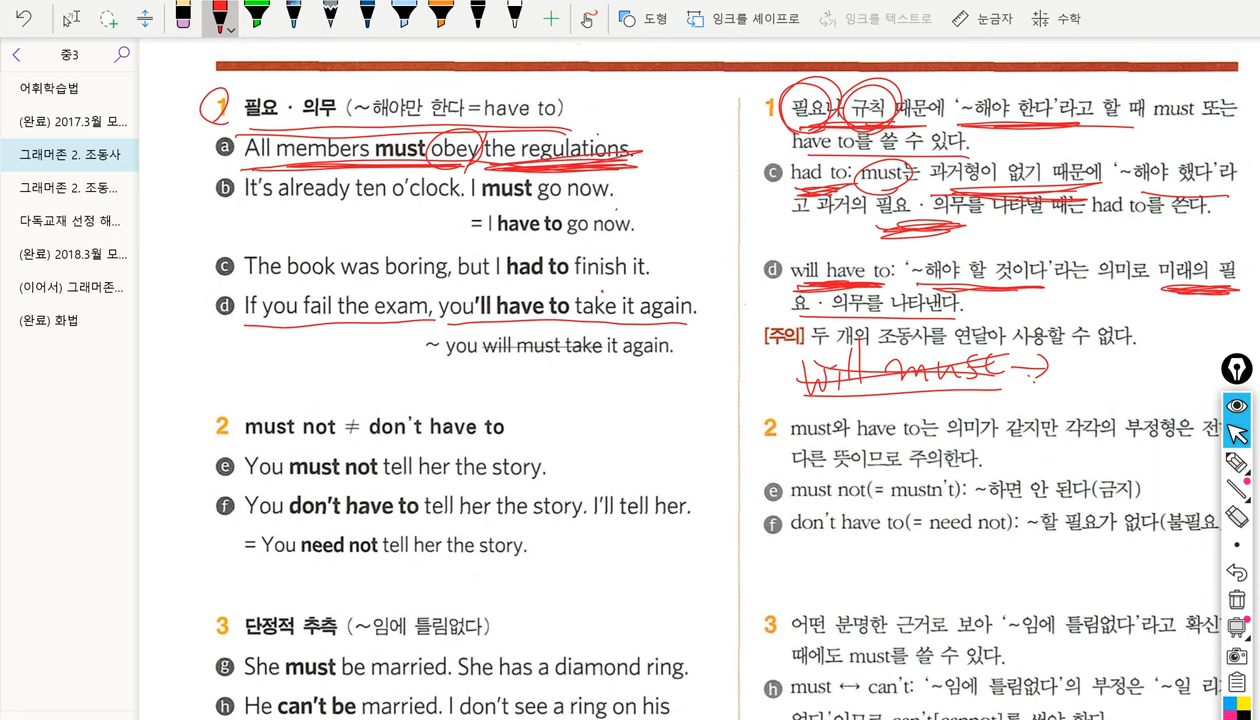 도형
잉크를 셰이프로
잉크를 텍스트로
눈금자
수학
중3
어휘학습법
(완료) 2017.3월 모...
그래머존 2. 조동사
그래머존 2. 조동...
다독교재 선정 해...
(완료) 2018.3월 모...
(이어서) 그래머존...
(완료) 화법
1 필요 · 의무 (～해야만 한다=have to)
ⓐ All members must obey the regulations.
ⓑ It's already ten o'clock. I must go now.
= I have to go now.
ⓒ The book was boring, but I had to finish it.
ⓓ If you fail the exam, you'll have to take it again.
～ you will must take it again.
2 must not ≠ don't have to
ⓔ You must not tell her the story.
ⓕ You don't have to tell her the story. I'll tell her.
= You need not tell her the story.
3 단정적 추측 (～임에 틀림없다)
ⓖ She must be married. She has a diamond ring.
ⓗ He can't be married. I don't see a ring on his
1 필요나 규칙 때문에 '~해야 한다'라고 할 때 must 또는
have to를 쓸 수 있다.
ⓒ had to: must는 과거형이 없기 때문에 '~해야 했다'라
고 과거의 필요 · 의무를 나타낼 때는 had to를 쓴다.
ⓓ will have to: '~해야 할 것이다'라는 의미로 미래의 필
요 · 의무를 나타낸다.
[주의] 두 개의 조동사를 연달아 사용할 수 없다.
will must
2 must와 have to는 의미가 같지만 각각의 부정형은 전
다른 뜻이므로 주의한다.
ⓔ must not(= mustn't): ~하면 안 된다(금지)
ⓕ don't have to(= need not): ~할 필요가 없다(불필요
3 어떤 분명한 근거로 보아 '~임에 틀림없다'라고 확신
때에도 must를 쓸 수 있다.
ⓗ must ↔ can't: '~임에 틀림없다'의 부정은 '~일 리